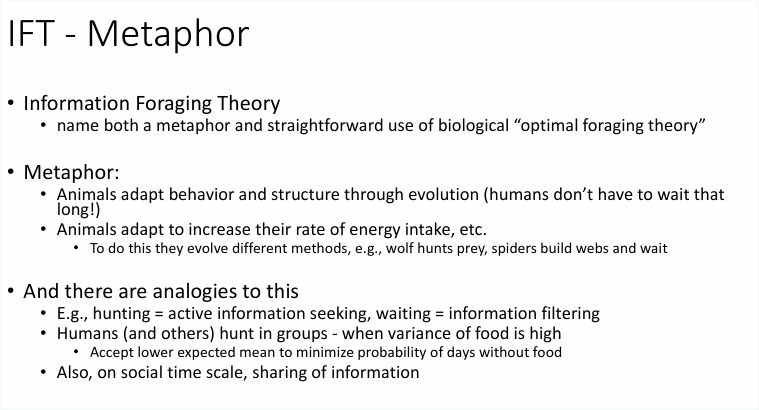 IFT - Metaphor
• Information Foraging Theory
• name both a metaphor and straightforward use of biological “optimal foraging theory”
• Metaphor:
• Animals adapt behavior and structure through evolution (humans don’t have to wait that
long!)
• Animals adapt to increase their rate of energy intake, etc.
• To do this they evolve different methods, e.g., wolf hunts prey, spiders build webs and wait
• And there are analogies to this
• E.g., hunting = active information seeking, waiting = information filtering
• Humans (and others) hunt in groups - when variance of food is high
• Accept lower expected mean to minimize probability of days without food
• Also, on social time scale, sharing of information